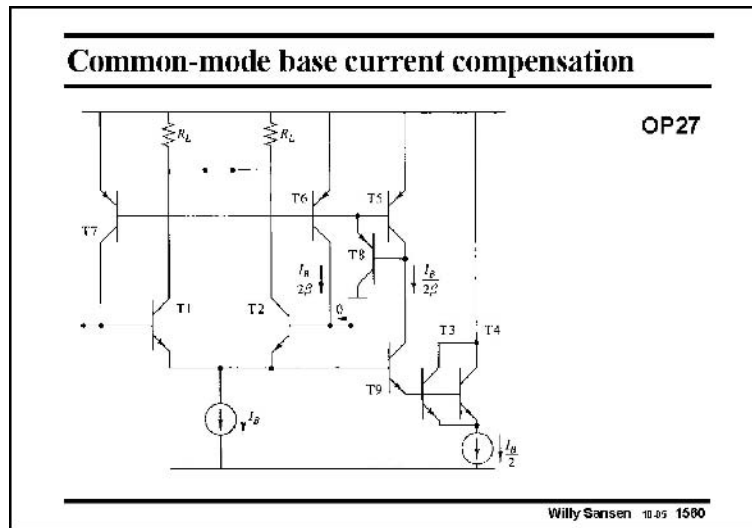 Common-mode base current compensation
OP27
R_L
R_L
T6
T5
T7
T8
I_B
2β
I_B
2β
T1
T2
0
T3
T4
T9
I_B
I_B
2
Willy Sansen 10-05 1560